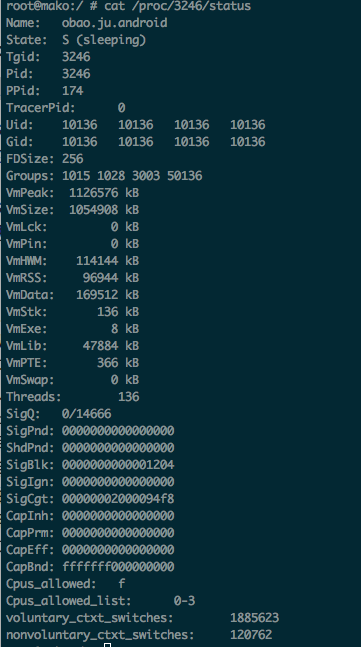 root@mako:/ # cat /proc/3246/status
Name:   obao.ju.android
State:  S (sleeping)
Tgid:   3246
Pid:    3246
PPid:   174
TracerPid:      0
Uid:    10136   10136   10136   10136
Gid:    10136   10136   10136   10136
FDSize: 256
Groups: 1015 1028 3003 50136
VmPeak:  1126576 kB
VmSize:  1054908 kB
VmLck:         0 kB
VmPin:         0 kB
VmHWM:    114144 kB
VmRSS:     96944 kB
VmData:   169512 kB
VmStk:       136 kB
VmExe:         8 kB
VmLib:     47884 kB
VmPTE:       366 kB
VmSwap:        0 kB
Threads:        136
SigQ:   0/14666
SigPnd: 0000000000000000
ShdPnd: 0000000000000000
SigBlk: 0000000000001204
SigIgn: 0000000000000000
SigCgt: 00000002000094f8
CapInh: 0000000000000000
CapPrm: 0000000000000000
CapEff: 0000000000000000
CapBnd: fffffff000000000
Cpus_allowed:   f
Cpus_allowed_list:      0-3
voluntary_ctxt_switches:        1885623
nonvoluntary_ctxt_switches:     120762